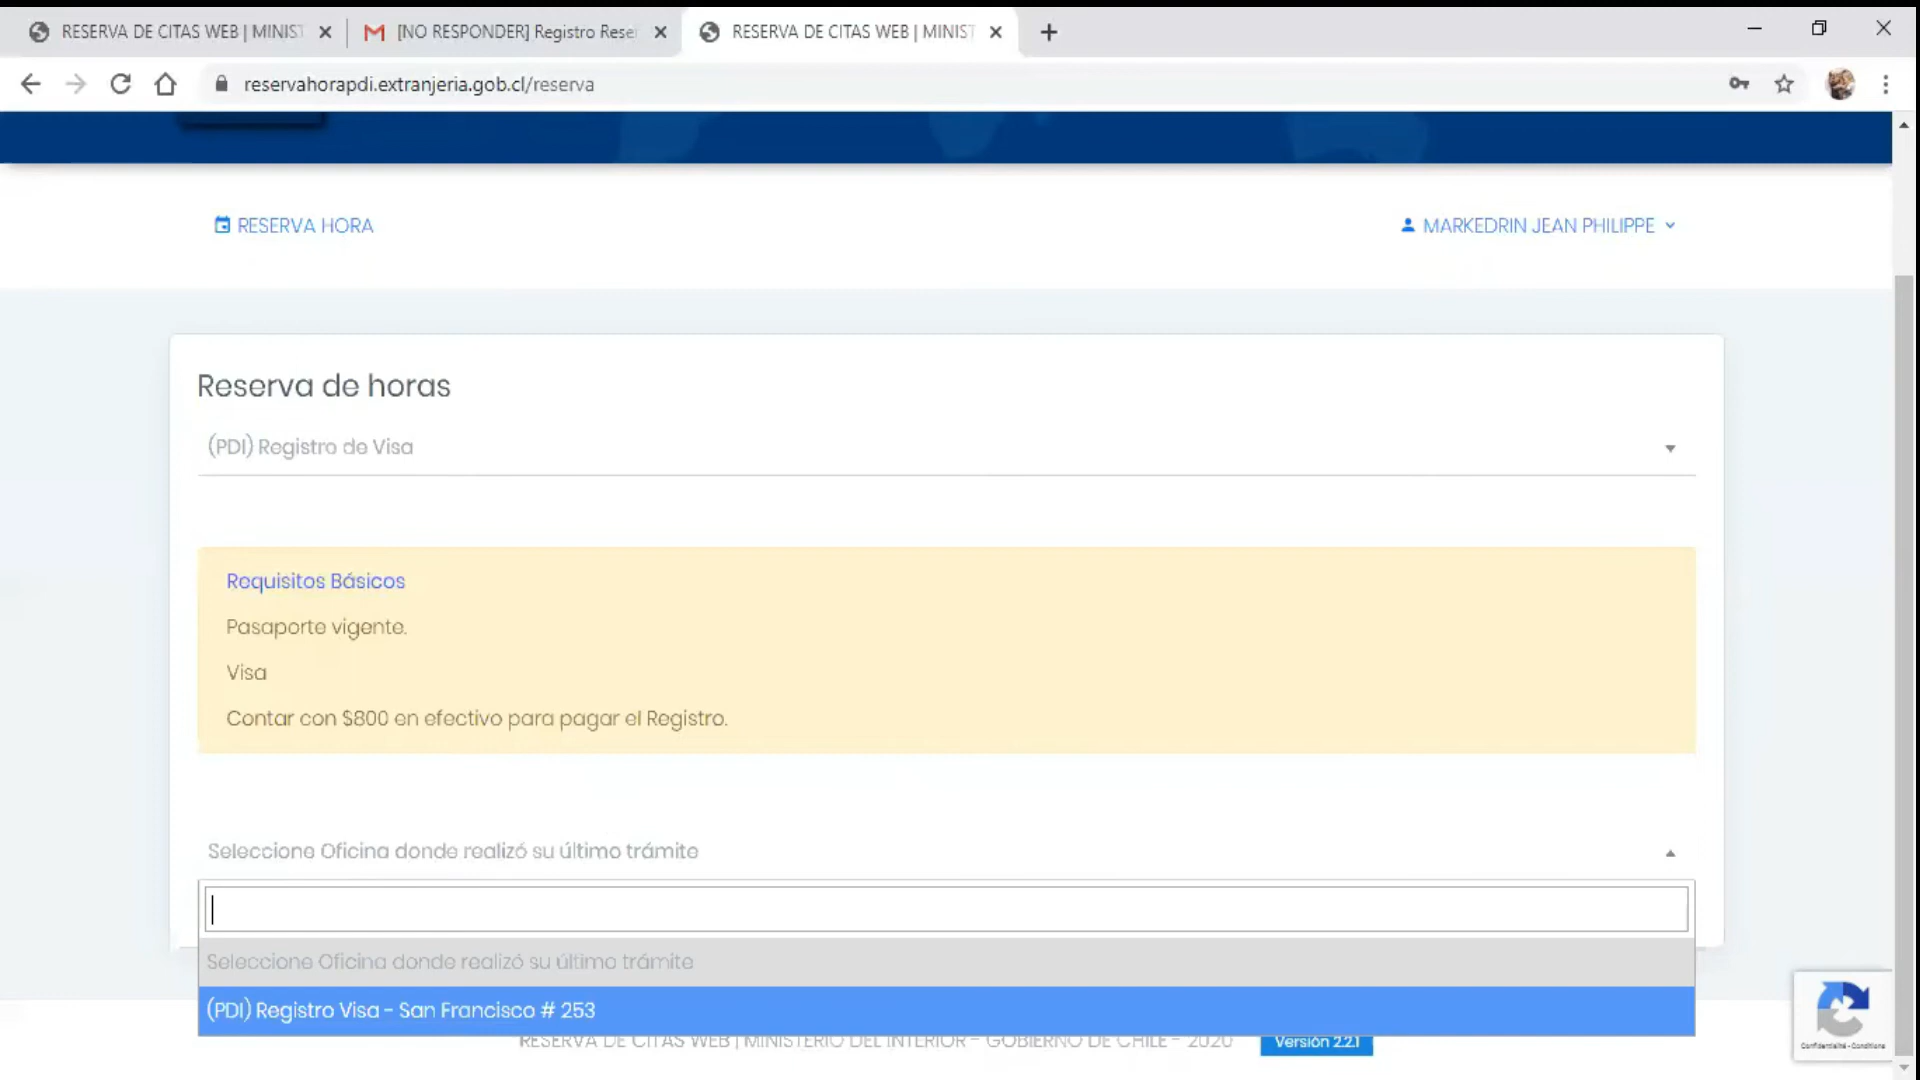 RESERVA DE CITAS WEB | MINIST
[NO RESPONDER] Registro Rese
RESERVA DE CITAS WEB | MINIST
reservahorapdi.extranjeria.gob.cl/reserva
RESERVA HORA
MARKEDRIN JEAN PHILIPPE
Reserva de horas
(PDI) Registro de Visa
Requisitos Básicos
Pasaporte vigente.
Visa
Contar con $800 en efectivo para pagar el Registro.
Seleccione Oficina donde realizó su último trámite
Seleccione Oficina donde realizó su último trámite
(PDI) Registro Visa - San Francisco # 253
RESERVA DE CITAS WEB | MINISTERIO DEL INTERIOR - GOBIERNO DE CHILE - 2020
Versión 2.2.1
Confidentialité - Conditions